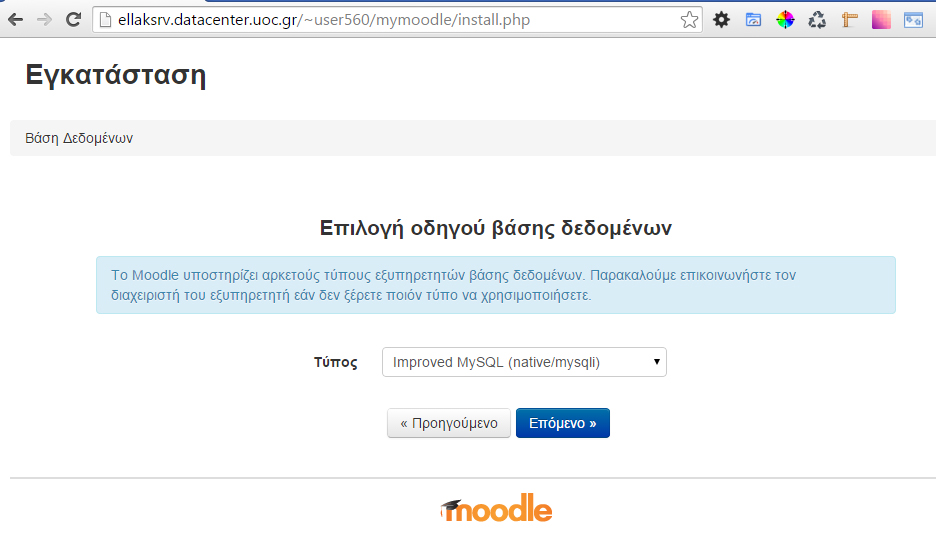 ellaksrv.datacenter.uoc.gr/~user560/mymoodle/install.php
Εγκατάσταση
Βάση Δεδομένων
Επιλογή οδηγού βάσης δεδομένων
Το Moodle υποστηρίζει αρκετούς τύπους εξυπηρετητών βάσης δεδομένων. Παρακαλούμε επικοινωνήστε τον
διαχειριστή του εξυπηρετητή εάν δεν ξέρετε ποιόν τύπο να χρησιμοποιήσετε.
Τύπος Improved MySQL (native/mysqli)
« Προηγούμενο Επόμενο »
moodle